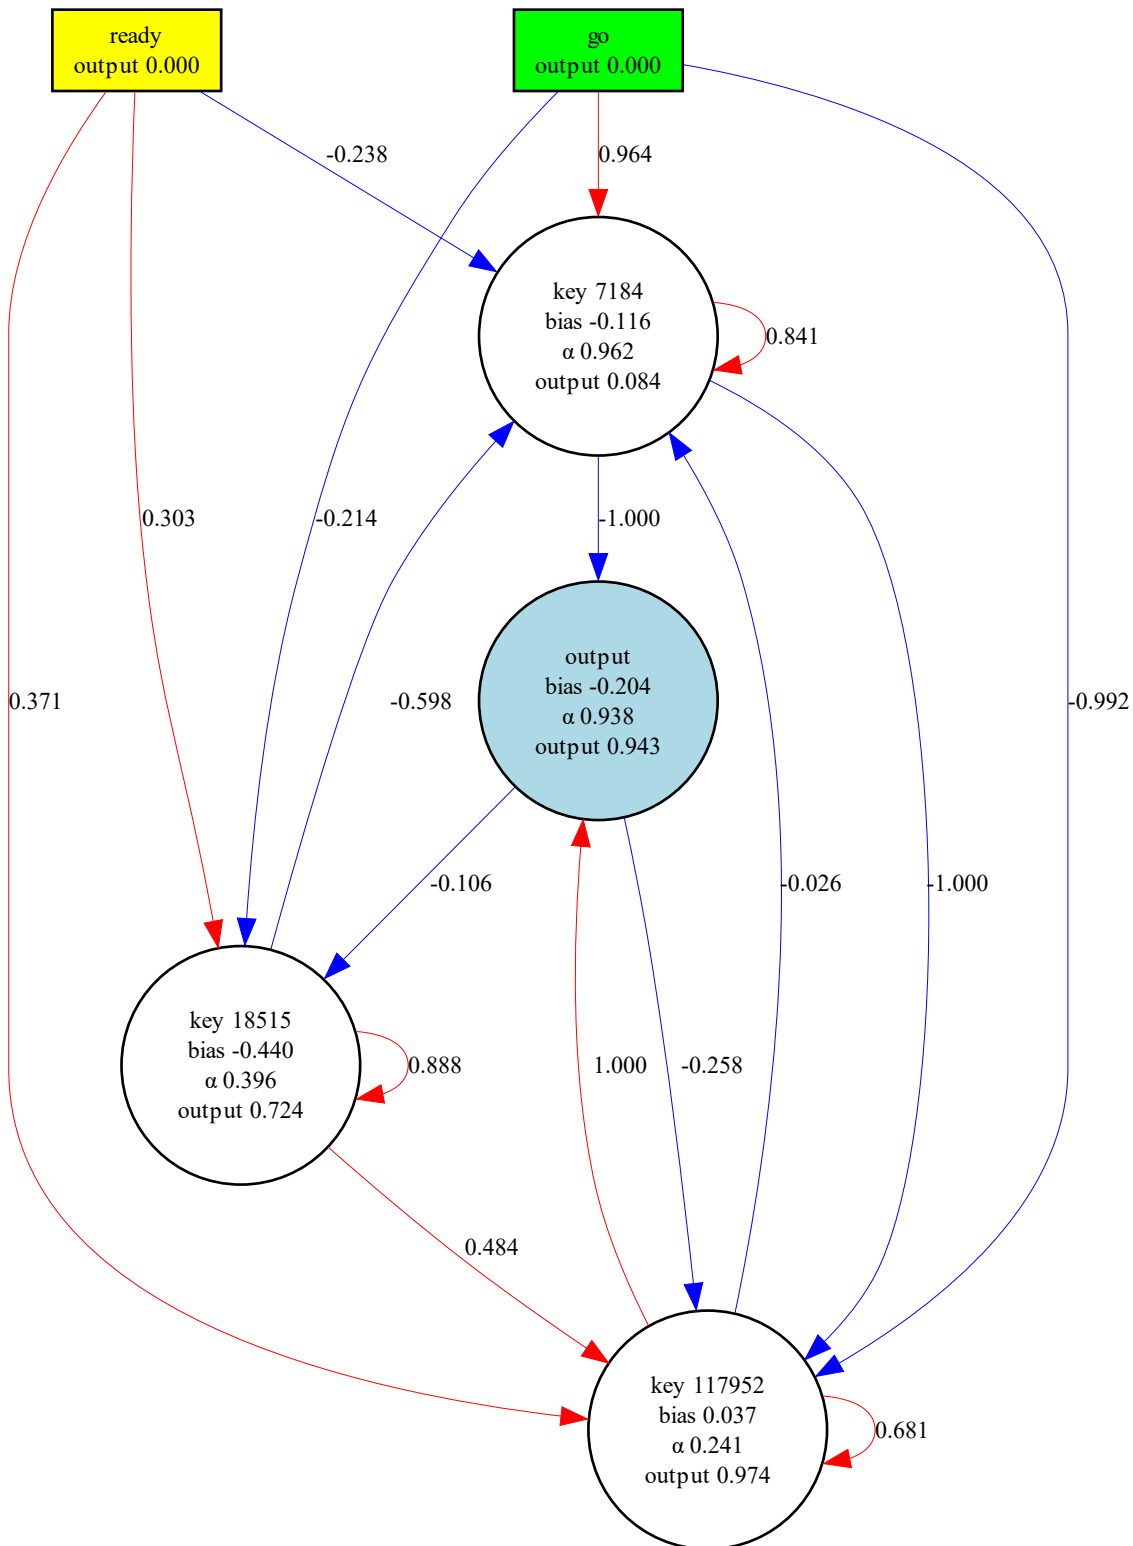 ready
output 0.000
go
output 0.000
-0.238
0.964
key 7184
bias -0.116
α 0.962
output 0.084
0.841
0.303
-0.214
-1.000
0.371
-0.598
output
bias -0.204
α 0.938
output 0.943
-0.992
-0.106
-0.026
-1.000
key 18515
bias -0.440
α 0.396
output 0.724
0.888
1.000
-0.258
0.484
key 117952
bias 0.037
α 0.241
output 0.974
0.681